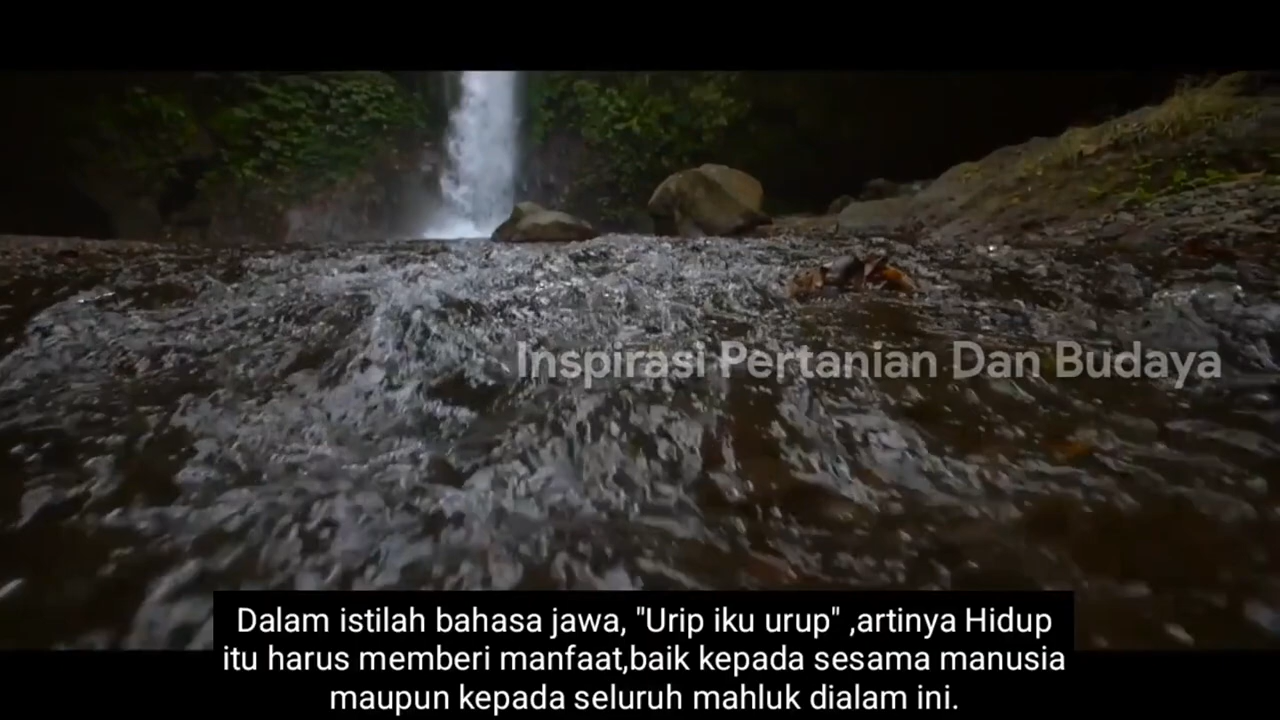 Inspirasi Pertanian Dan Budaya
Dalam istilah bahasa jawa, "Urip iku urup" ,artinya Hidup
itu harus memberi manfaat,baik kepada sesama manusia
maupun kepada seluruh mahluk dialam ini.